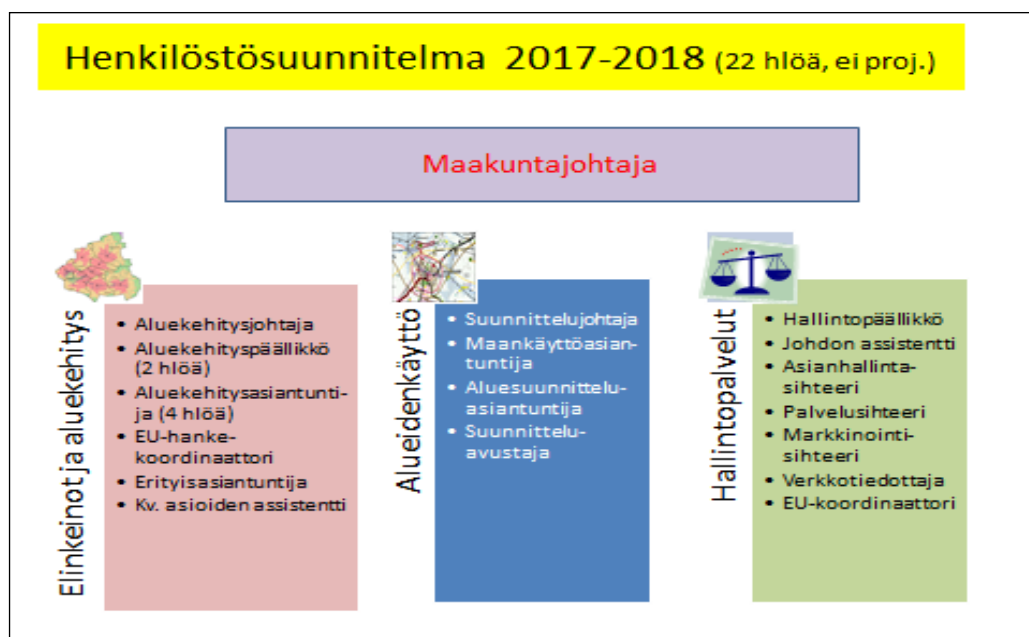 Henkilöstösuunnitelma 2017-2018 (22 hlöä, ei proj.)
Maakuntajohtaja
Elinkeinot ja aluekehitys
• Aluekehitysjohtaja
• Aluekehityspäällikkö
(2 hlöä)
• Aluekehitysasiantunti-
ja (4 hlöä)
• EU-hanke-
koordinaattori
• Erityisasiantuntija
• Kv. asioiden assistentti
Alueidenkäyttö
• Suunnittelujohtaja
• Maankäyttöasian-
tuntija
• Aluesuunnittelu-
asiantuntija
• Suunnittelu-
avustaja
Hallintopalvelut
• Hallintopäällikkö
• Johdon assistentti
• Asianhallinta-
sihteeri
• Palvelusihteeri
• Markkinointi-
sihteeri
• Verkkotiedottaja
• EU-koordinaattori